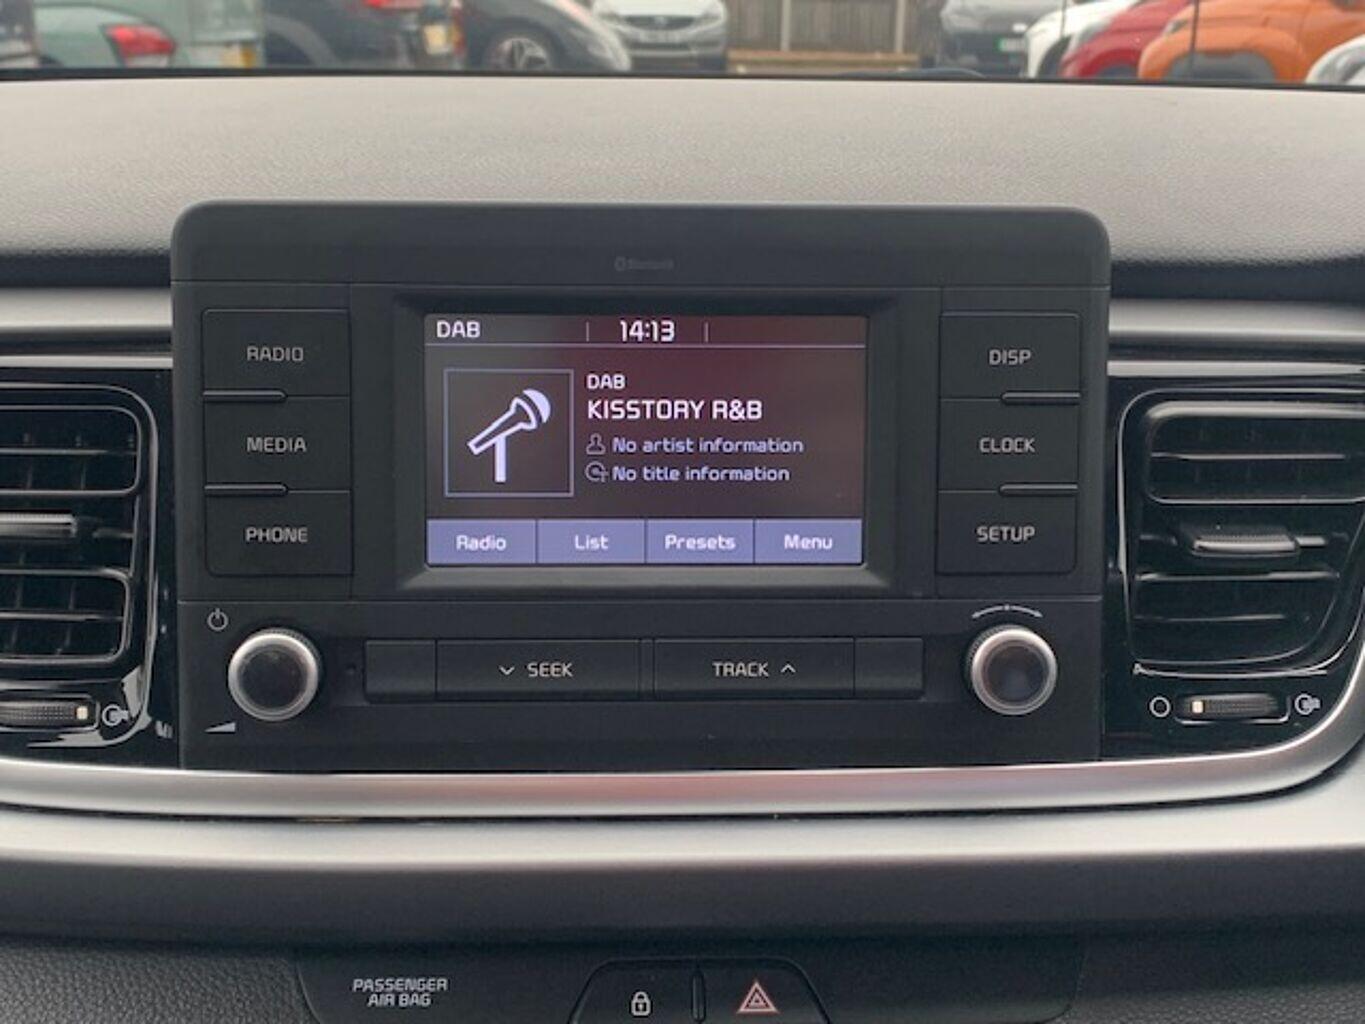 Bluetooth
RADIO
MEDIA
PHONE
DAB 14:13
DAB
KISSTORY R&B
No artist information
No title information
Radio List Presets Menu
DISP
CLOCK
SETUP
SEEK TRACK
PASSENGER
AIR BAG